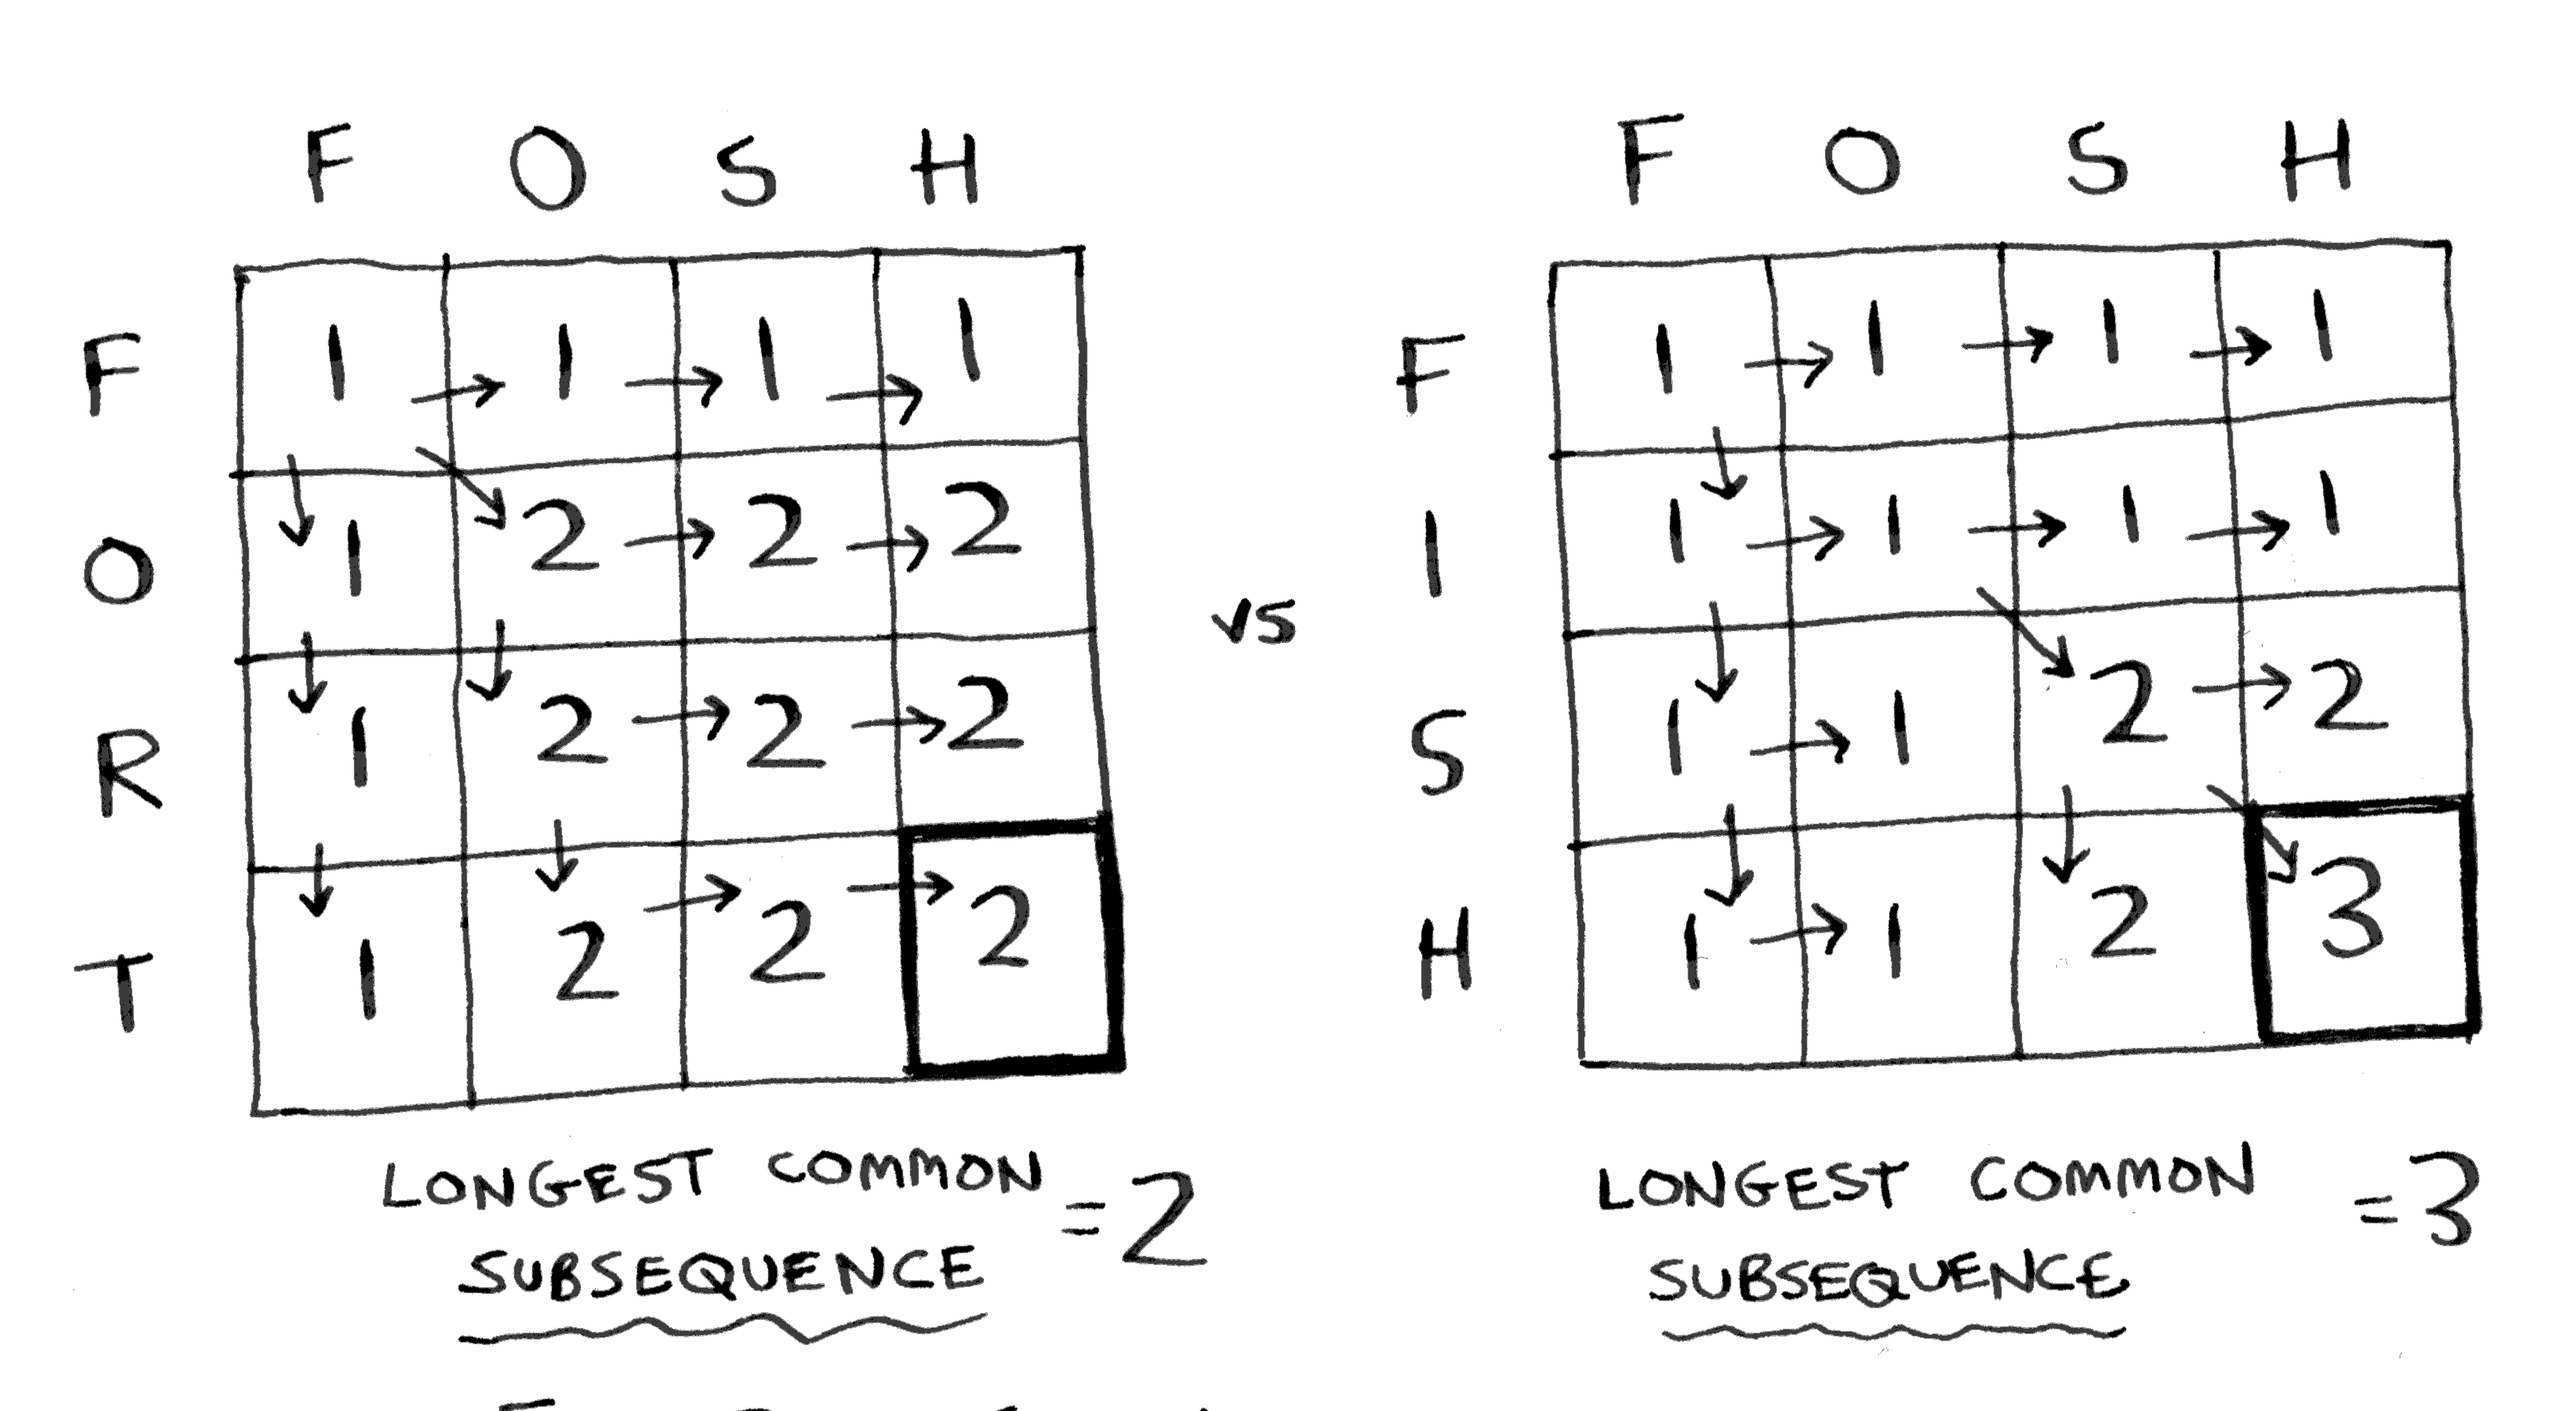 F O S H
F 1 → 1 → 1 → 1
O 1 2 → 2 → 2
R 1 2 → 2 → 2
T 1 2 → 2 → 2
LONGEST COMMON
SUBSEQUENCE = 2
vs
F O S H
F 1 → 1 → 1 → 1
I 1 → 1 → 1 → 1
S 1 → 1 2 → 2
H 1 → 1 2 3
LONGEST COMMON
SUBSEQUENCE = 3